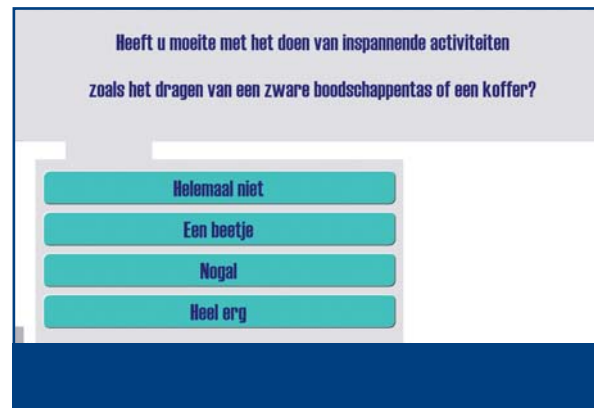 Heeft u moeite met het doen van inspannende activiteiten
zoals het dragen van een zware boodschappentas of een koffer?
Helemaal niet
Een beetje
Nogal
Heel erg